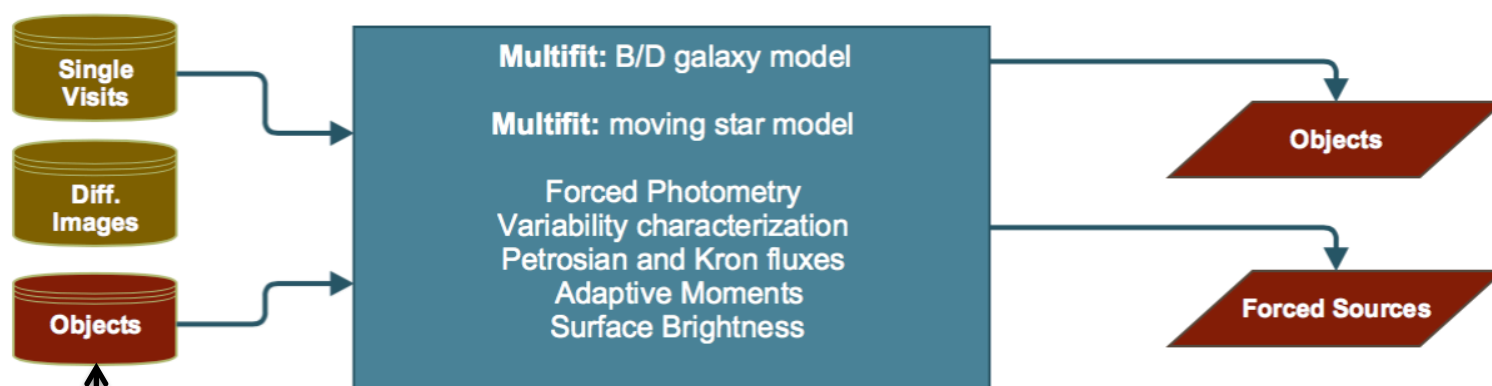 Single
Visits
Diff.
Images
Objects
Multifit: B/D galaxy model
Multifit: moving star model
Forced Photometry
Variability characterization
Petrosian and Kron fluxes
Adaptive Moments
Surface Brightness
Objects
Forced Sources